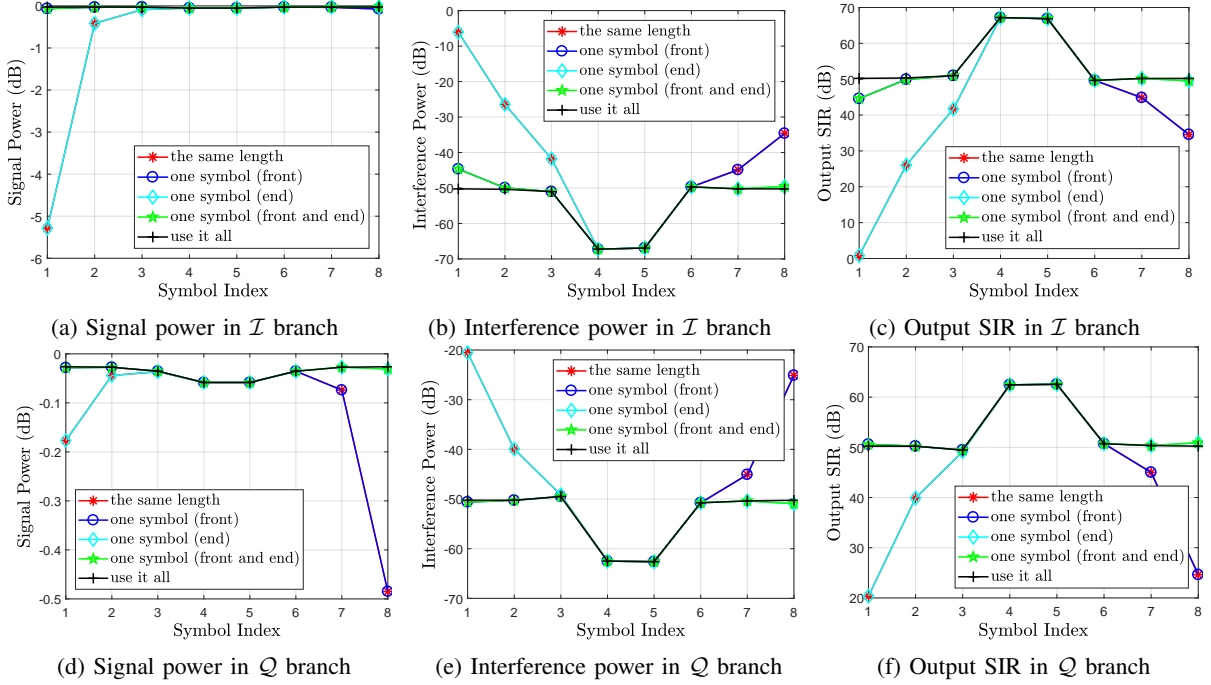 0
-1
-2
-3
-4
-5
-6
1 2 3 4 5 6 7 8
Signal Power (dB)
Symbol Index
the same length
one symbol (front)
one symbol (end)
one symbol (front and end)
use it all
(a) Signal power in I branch
0
-10
-20
-30
-40
-50
-60
-70
1 2 3 4 5 6 7 8
Interference Power (dB)
Symbol Index
the same length
one symbol (front)
one symbol (end)
one symbol (front and end)
use it all
(b) Interference power in I branch
70
60
50
40
30
20
10
0
1 2 3 4 5 6 7 8
Output SIR (dB)
Symbol Index
the same length
one symbol (front)
one symbol (end)
one symbol (front and end)
use it all
(c) Output SIR in I branch
0
-0.1
-0.2
-0.3
-0.4
-0.5
1 2 3 4 5 6 7 8
Signal Power (dB)
Symbol Index
the same length
one symbol (front)
one symbol (end)
one symbol (front and end)
use it all
(d) Signal power in Q branch
-20
-30
-40
-50
-60
-70
1 2 3 4 5 6 7 8
Interference Power (dB)
Symbol Index
the same length
one symbol (front)
one symbol (end)
one symbol (front and end)
use it all
(e) Interference power in Q branch
70
60
50
40
30
20
1 2 3 4 5 6 7 8
Output SIR (dB)
Symbol Index
the same length
one symbol (front)
one symbol (end)
one symbol (front and end)
use it all
(f) Output SIR in Q branch